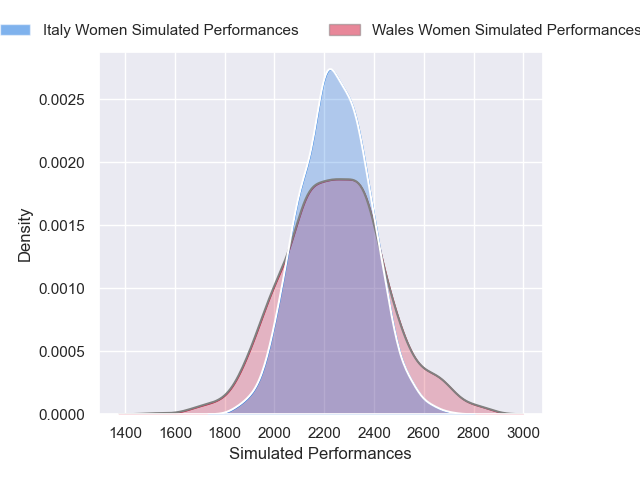 Italy Women Simulated Performances
Wales Women Simulated Performances
0.0025
0.0020
0.0015
0.0010
0.0005
0.0000
Density
1400 1600 1800 2000 2200 2400 2600 2800 3000
Simulated Performances